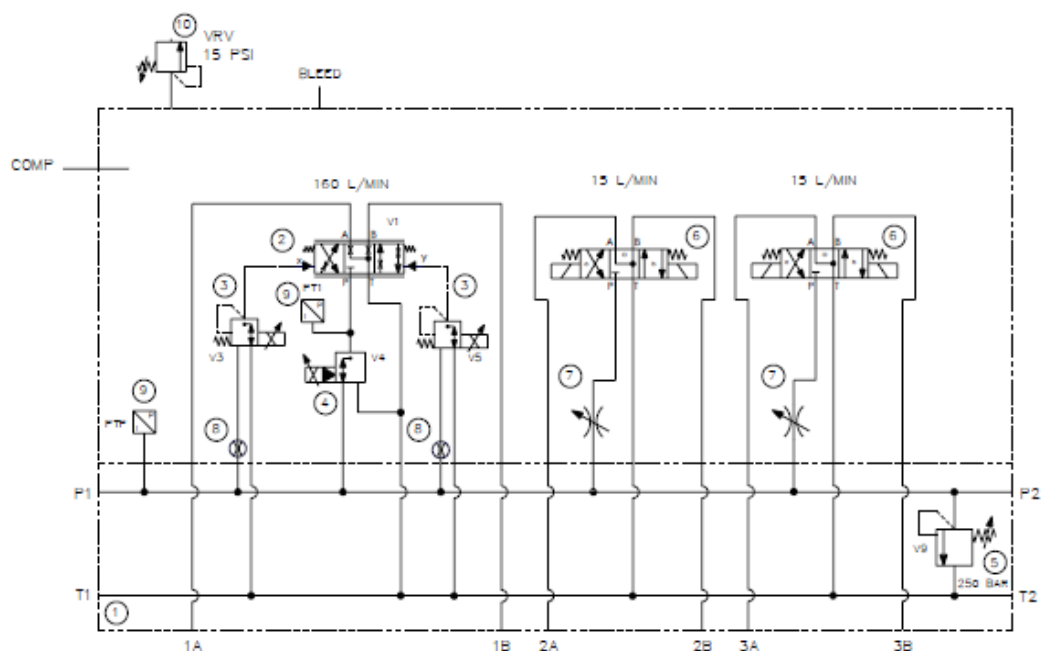 10
VRV
15 PSI
BLEED
COMP
160 L/MIN
15 L/MIN
15 L/MIN
A B
V1
2
x
y
P T
A B
6
P T
A B
6
P T
3
9
PT1
3
V3
V4
V5
4
7
7
9
PTP
8
8
P1
P2
V9
5
250 BAR
T1
T2
1
1A
1B
2A
2B
3A
3B